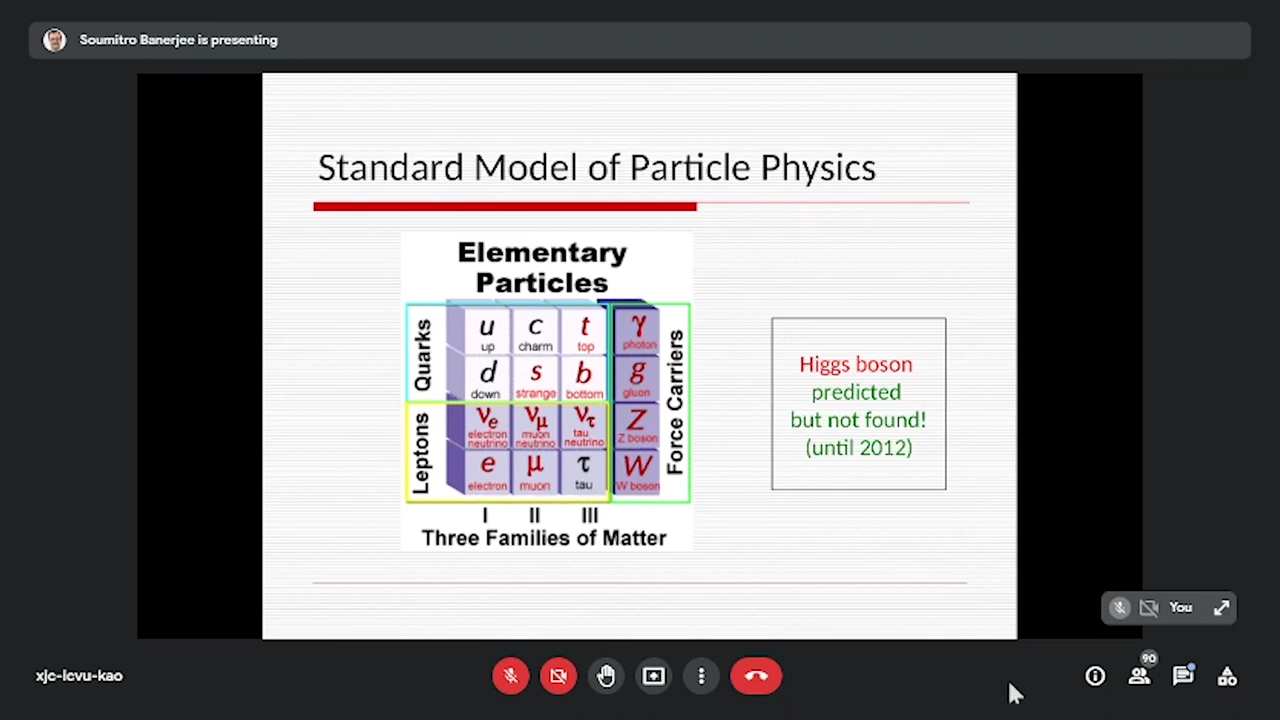 Soumitro Banerjee is presenting
Standard Model of Particle Physics
Elementary
Particles
Quarks
Leptons
u
up
c
charm
t
top
γ
photon
d
down
s
strange
b
bottom
g
gluon
νe
electron
neutrino
νμ
muon
neutrino
ντ
tau
neutrino
Z
Z boson
e
electron
μ
muon
τ
tau
W
W boson
Force Carriers
I II III
Three Families of Matter
Higgs boson
predicted
but not found!
(until 2012)
You
xjc-lcvu-kao
90